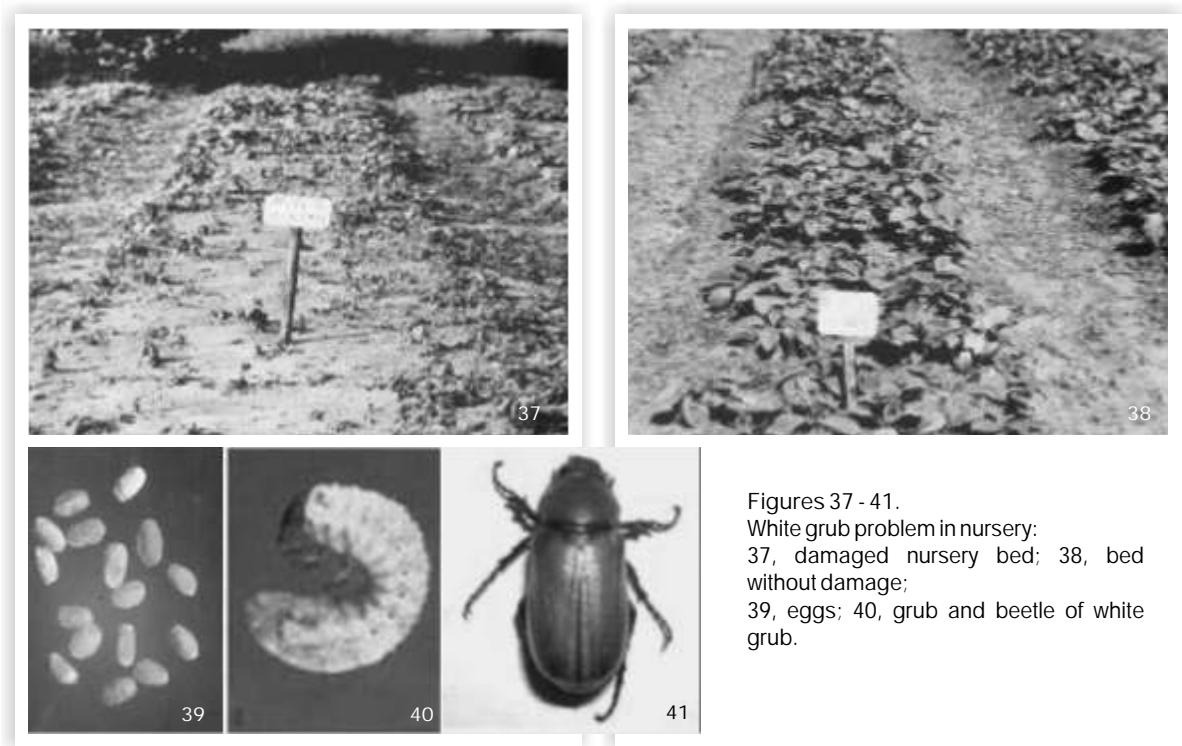 37
38
39
40
41
Figures 37 - 41.
White grub problem in nursery:
37, damaged nursery bed; 38, bed
without damage;
39, eggs; 40, grub and beetle of white
grub.